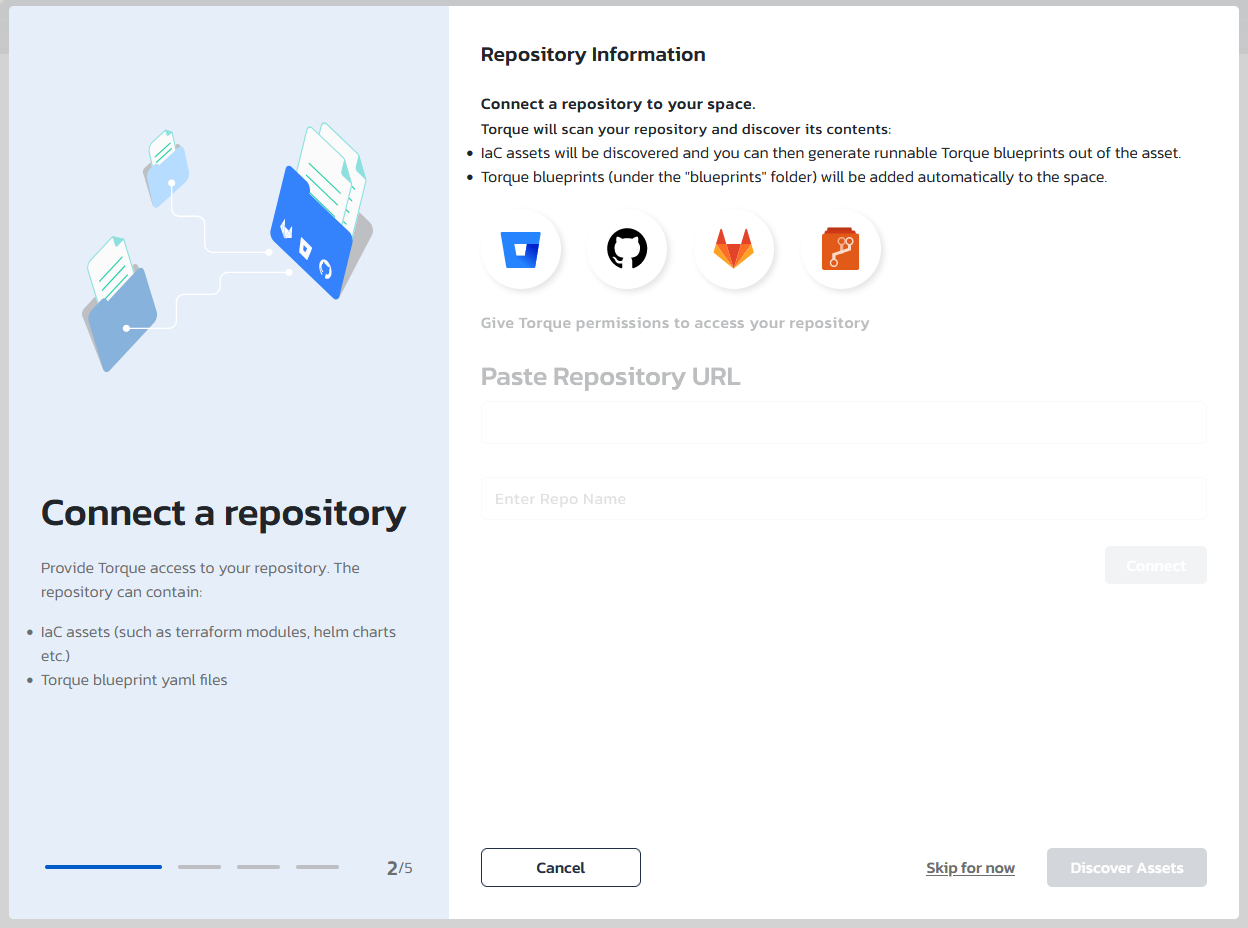 Connect a repository
Provide Torque access to your repository. The
repository can contain:
• IaC assets (such as terraform modules, helm charts
etc.)
• Torque blueprint yaml files
2/5
Repository Information
Connect a repository to your space.
Torque will scan your repository and discover its contents:
• IaC assets will be discovered and you can then generate runnable Torque blueprints out of the asset.
• Torque blueprints (under the "blueprints" folder) will be added automatically to the space.
Give Torque permissions to access your repository
Paste Repository URL
Enter Repo Name
Connect
Cancel
Skip for now
Discover Assets